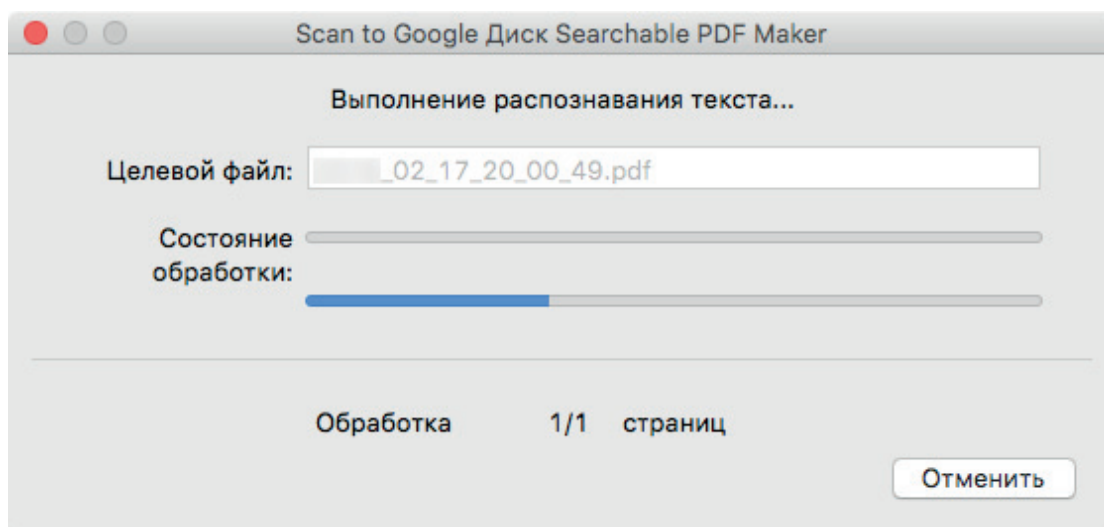 Scan to Google Диск Searchable PDF Maker
Выполнение распознавания текста...
Целевой файл: _02_17_20_00_49.pdf
Состояние
обработки:
Обработка 1/1 страниц
Отменить